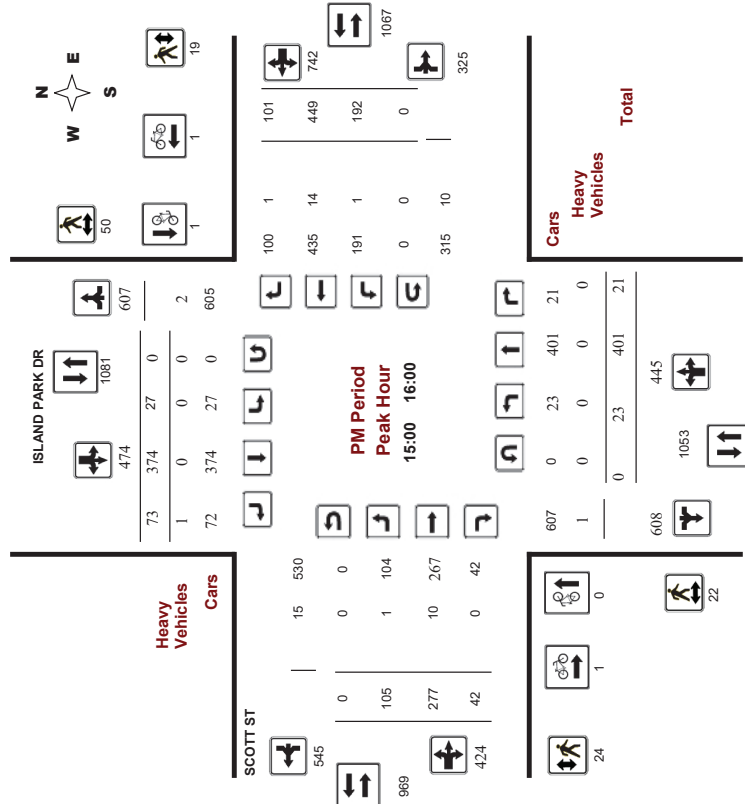 N
W E
S
19
1
50
1
ISLAND PARK DR
1081
474
607
73 374 27 0
1 0 0 0 2
72 374 27 0 605
Heavy
Vehicles
Cars
1067
742
325
100 1 101
435 14 449
191 1 192
0 0 0
315 10
PM Period
Peak Hour
15:00 16:00
SCOTT ST
545
15 530
0 0 0
105 1 104
277 10 267
42 0 42
969
424
Cars
Heavy
Vehicles
Total
607 0 23 401 21
1 0 0 0 0
0 23 401 21
608
445
1053
0
1
22
24